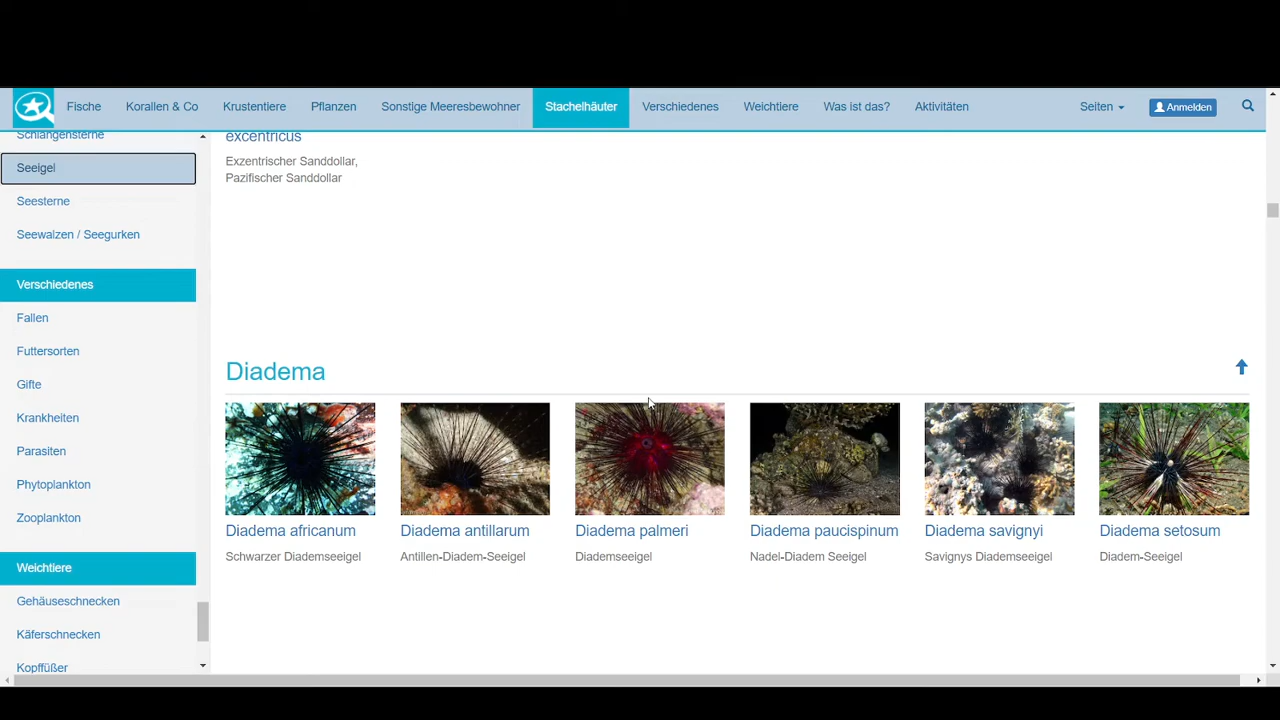 Fische Korallen & Co Krustentiere Pflanzen Sonstige Meeresbewohner Stachelhäuter Verschiedenes Weichtiere Was ist das? Aktivitäten Seiten Anmelden
Schlangensterne
Seeigel
Seesterne
Seewalzen / Seegurken
Verschiedenes
Fallen
Futtersorten
Gifte
Krankheiten
Parasiten
Phytoplankton
Zooplankton
Weichtiere
Gehäuseschnecken
Käferschnecken
Kopffüßer
excentricus
Exzentrischer Sanddollar,
Pazifischer Sanddollar
Diadema
Diadema africanum
Schwarzer Diademseeigel
Diadema antillarum
Antillen-Diadem-Seeigel
Diadema palmeri
Diademseeigel
Diadema paucispinum
Nadel-Diadem Seeigel
Diadema savignyi
Savignys Diademseeigel
Diadema setosum
Diadem-Seeigel